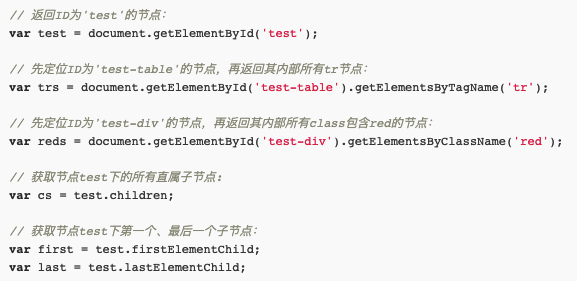 // 返回ID为'test'的节点：
var test = document.getElementById('test');
// 先定位ID为'test-table'的节点，再返回其内部所有tr节点：
var trs = document.getElementById('test-table').getElementsByTagName('tr');
// 先定位ID为'test-div'的节点，再返回其内部所有class包含red的节点：
var reds = document.getElementById('test-div').getElementsByClassName('red');
// 获取节点test下的所有直属子节点:
var cs = test.children;
// 获取节点test下第一个、最后一个子节点：
var first = test.firstElementChild;
var last = test.lastElementChild;